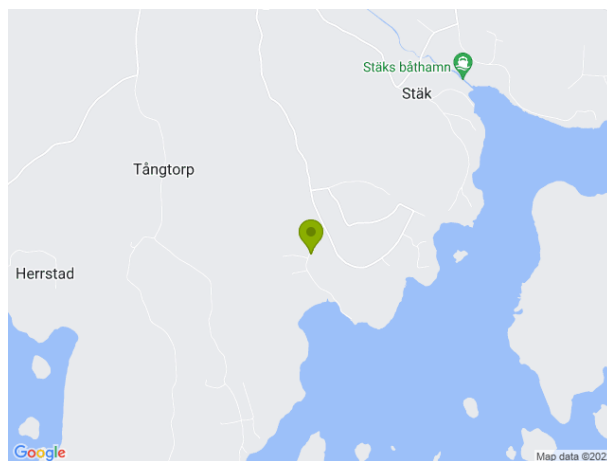 Stäks båthamn
Stäk
Tångtorp
Herrstad
Google
Map data ©202